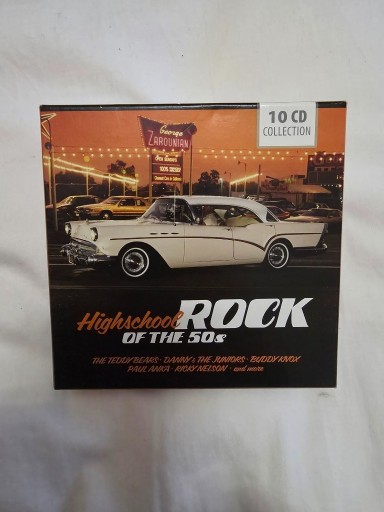 10 CD
COLLECTION
George
ZAROUNIAN
100%
Highschool ROCK
OF THE 50s
THE TEDDY BEARS · DANNY & THE JUNIORS · BUDDY KNOX
PAUL ANKA · RICKY NELSON · and more